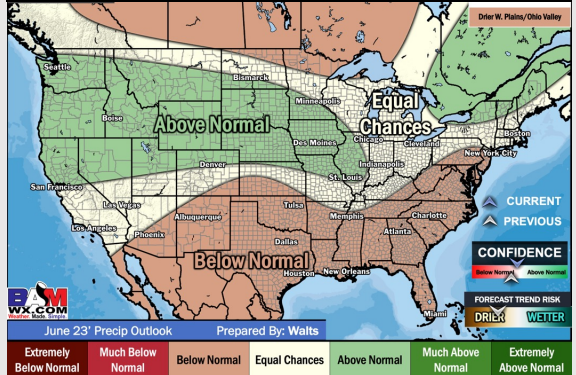 Drier W. Plains/Ohio Valley
Seattle
Bismarck
Minneapolis
Equal
Chances
Boise
Above Normal
Boston
Des Moines
Chicago
Cleveland
New York City
Denver
Indianapolis
San Francisco
St. Louis
Las Vegas
Tulsa
Memphis
Charlotte
CURRENT
PREVIOUS
Los Angeles
Albuquerque
Phoenix
Atlanta
Dallas
Below Normal
Houston
New Orleans
CONFIDENCE
Below Normal
Above Normal
Miami
FORECAST TREND RISK
DRIER
WETTER
BAM
WX.COM
Weather. Made. Simple.
June 23' Precip Outlook
Prepared By: Walts
Extremely
Below Normal
Much Below
Normal
Below Normal
Equal Chances
Above Normal
Much Above
Normal
Extremely
Above Normal